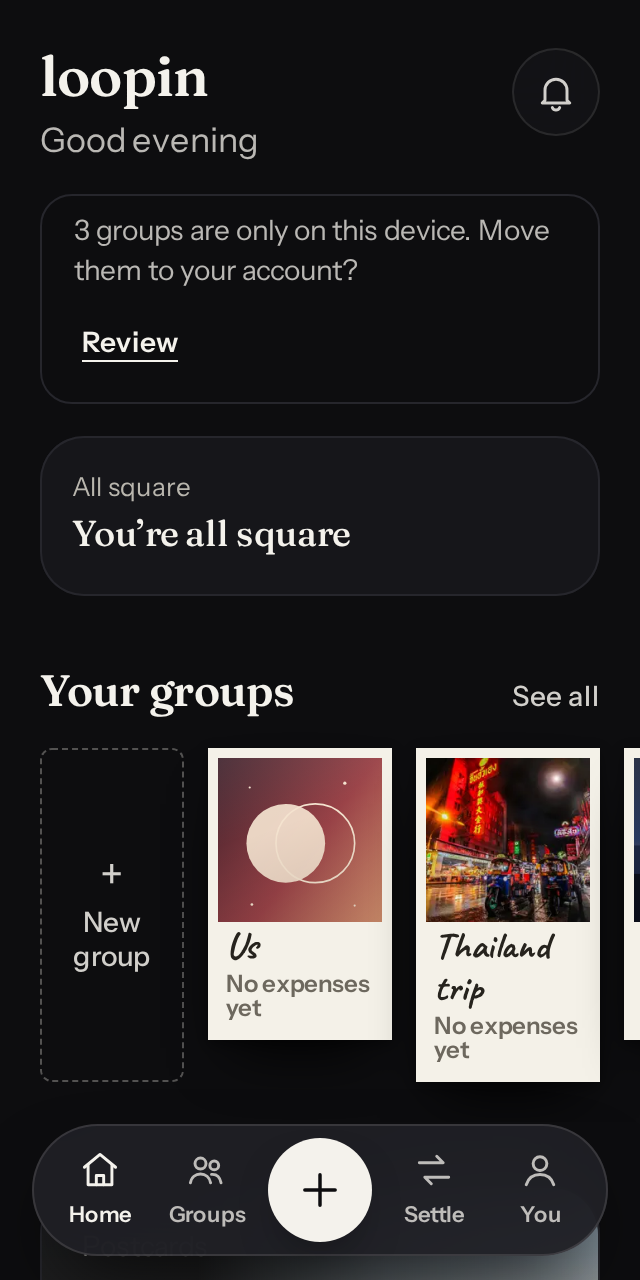 loopin
Good evening
3 groups are only on this device. Move
them to your account?
Review
All square
You’re all square
Your groups
See all
+
New
group
Us
No expenses
yet
Thailand
trip
No expenses
yet
Home
Groups
Settle
You